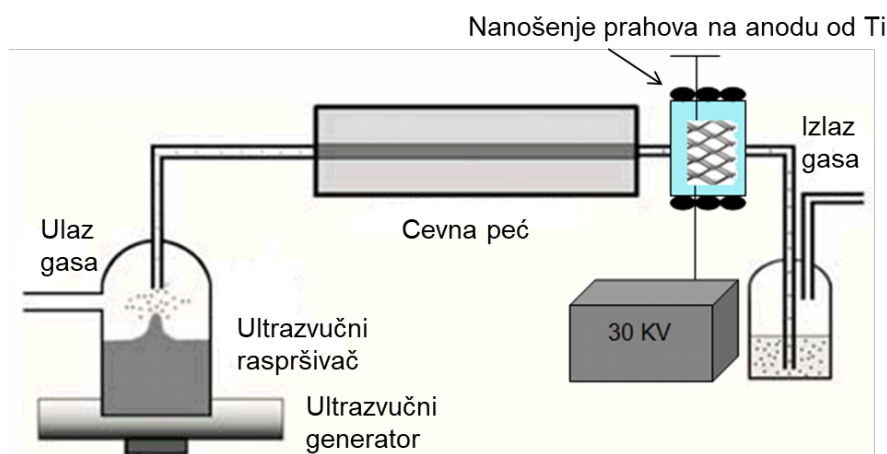 Nanošenje prahova na anodu od Ti
Izlaz
gasa
Cevna peć
Ulaz
gasa
30 KV
Ultrazvučni
raspršivač
Ultrazvučni
generator